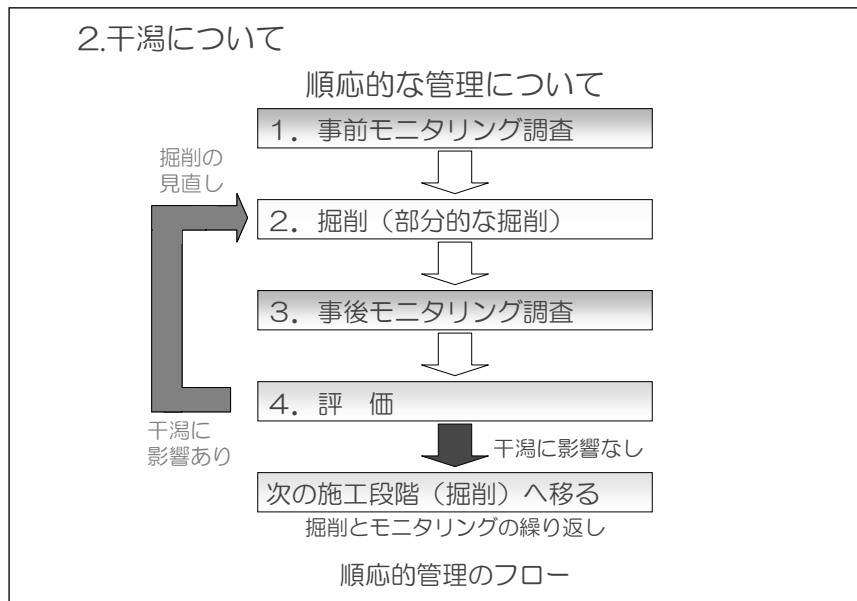 2.干潟について
順応的な管理について
1．事前モニタリング調査
掘削の
見直し
2．掘削（部分的な掘削）
3．事後モニタリング調査
4．評　価
干潟に
影響あり
干潟に影響なし
次の施工段階（掘削）へ移る
掘削とモニタリングの繰り返し
順応的管理のフロー